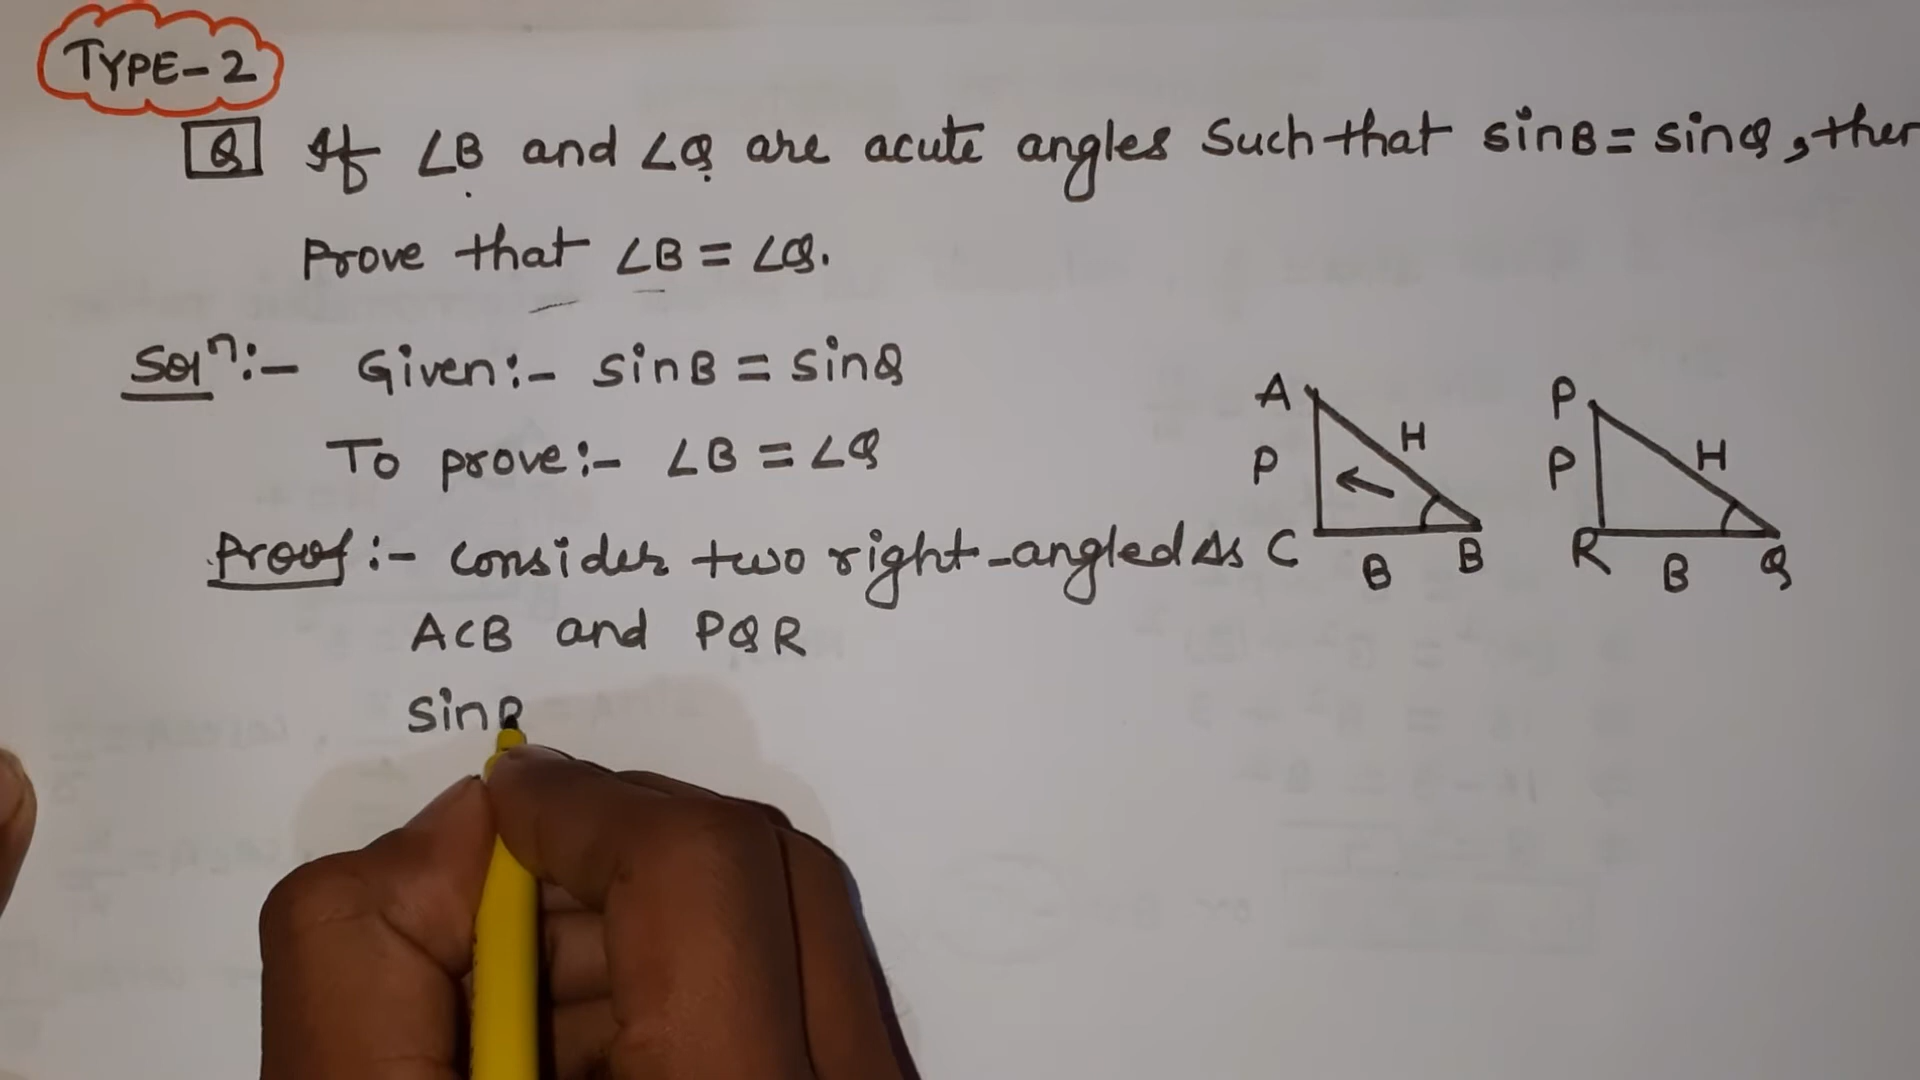 TYPE-2
Q If ∠B and ∠Q are acute angles Such that sinB = sinQ, then
Prove that ∠B = ∠Q.
Solⁿ:- Given:- sinB = sinQ
To prove:- ∠B = ∠Q
Proof:- Consider two right-angled Δs
ACB and PQR
sinB
A
H
P
C
B
B
P
H
P
R
B
Q